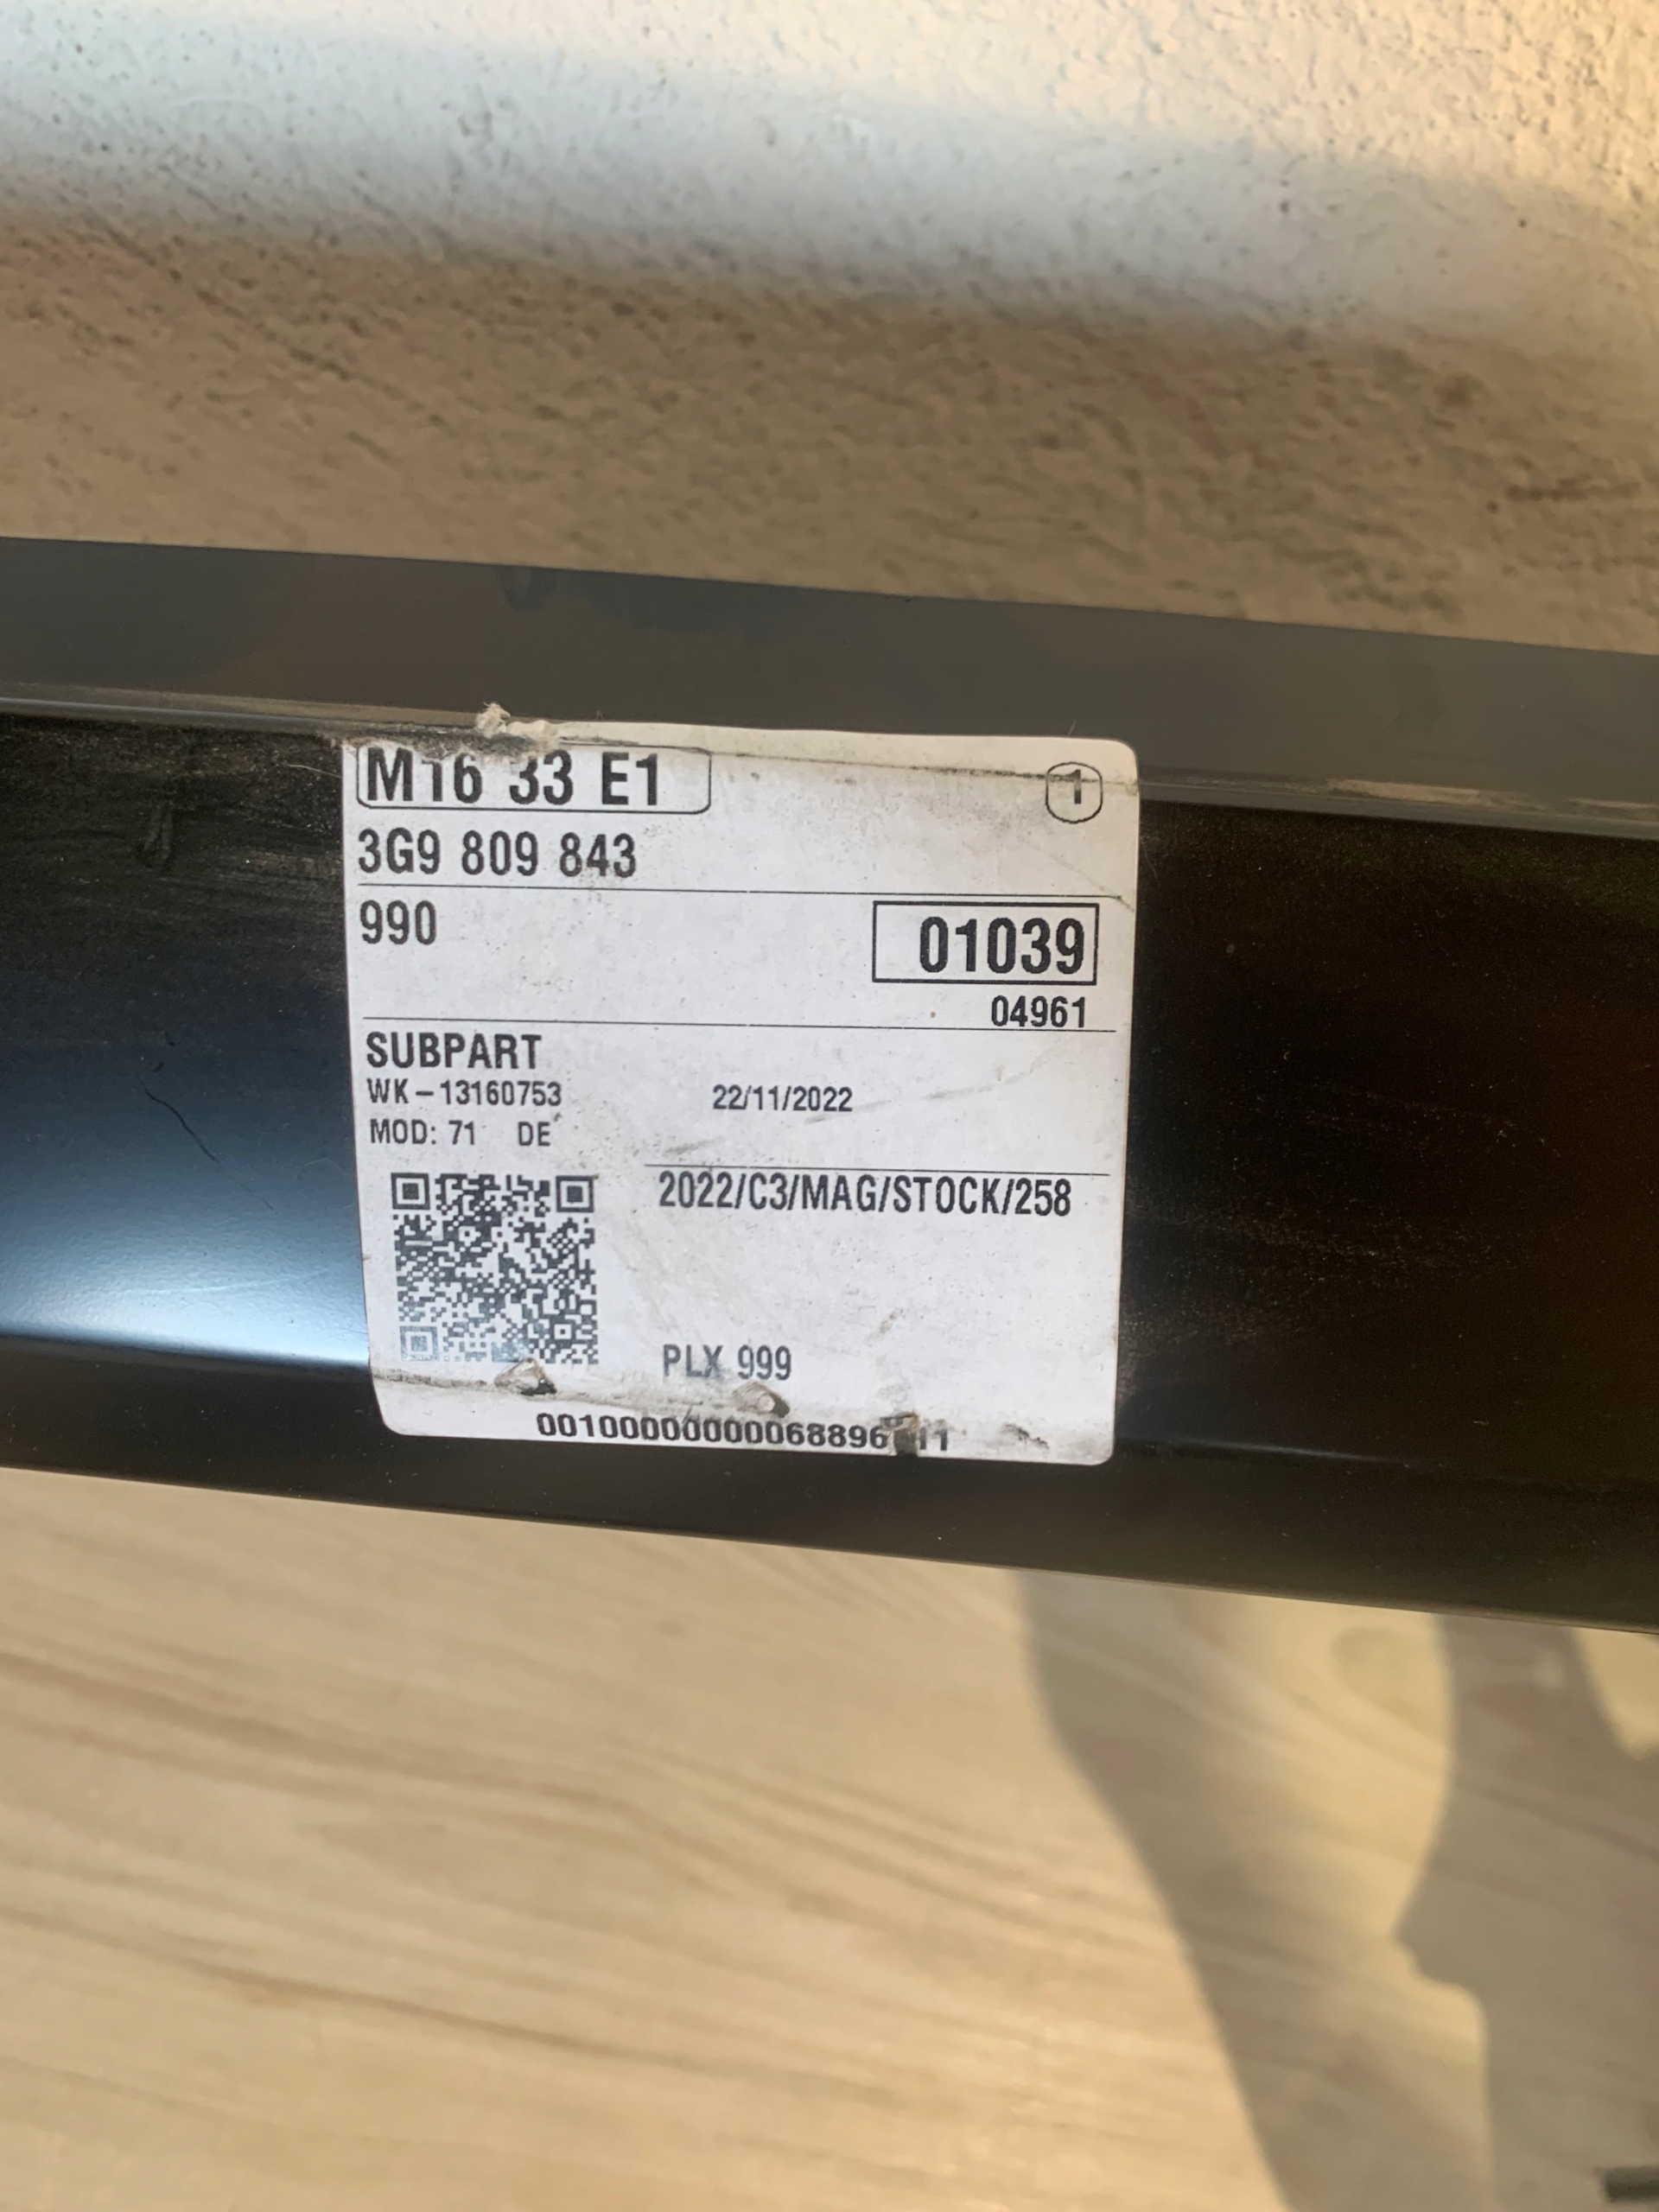 M16 33 E1
1
3G9 809 843
990
01039
04961
SUBPART
WK-13160753 22/11/2022
MOD: 71 DE
2022/C3/MAG/STOCK/258
PLX 999